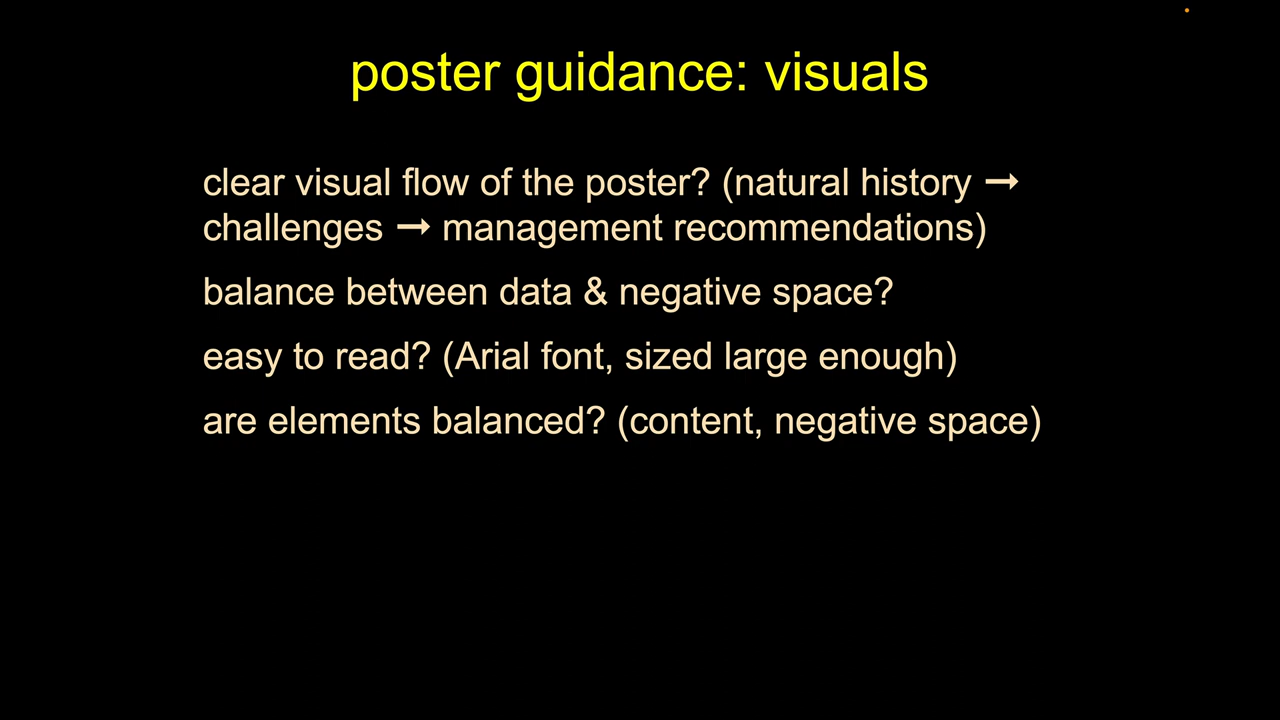 poster guidance: visuals
clear visual flow of the poster? (natural history ➞
challenges ➞ management recommendations)
balance between data & negative space?
easy to read? (Arial font, sized large enough)
are elements balanced? (content, negative space)